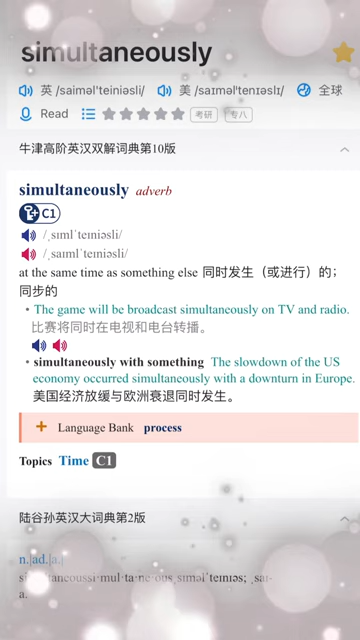 simultaneously
英 /saiməl'teiniəsli/ 美 /saɪməl'tenɪəslɪ/ 全球
Read 考研 专八
牛津高阶英汉双解词典第10版
simultaneously adverb
C1
/ˌsɪmlˈteɪniəsli/
/ˌsaɪmlˈteɪniəsli/
at the same time as something else 同时发生（或进行）的；
同步的
• The game will be broadcast simultaneously on TV and radio.
比赛将同时在电视和电台转播。
• simultaneously with something The slowdown of the US
economy occurred simultaneously with a downturn in Europe.
美国经济放缓与欧洲衰退同时发生。
+ Language Bank process
Topics Time C1
陆谷孙英汉大词典第2版
n.|ad.|a.|
a.